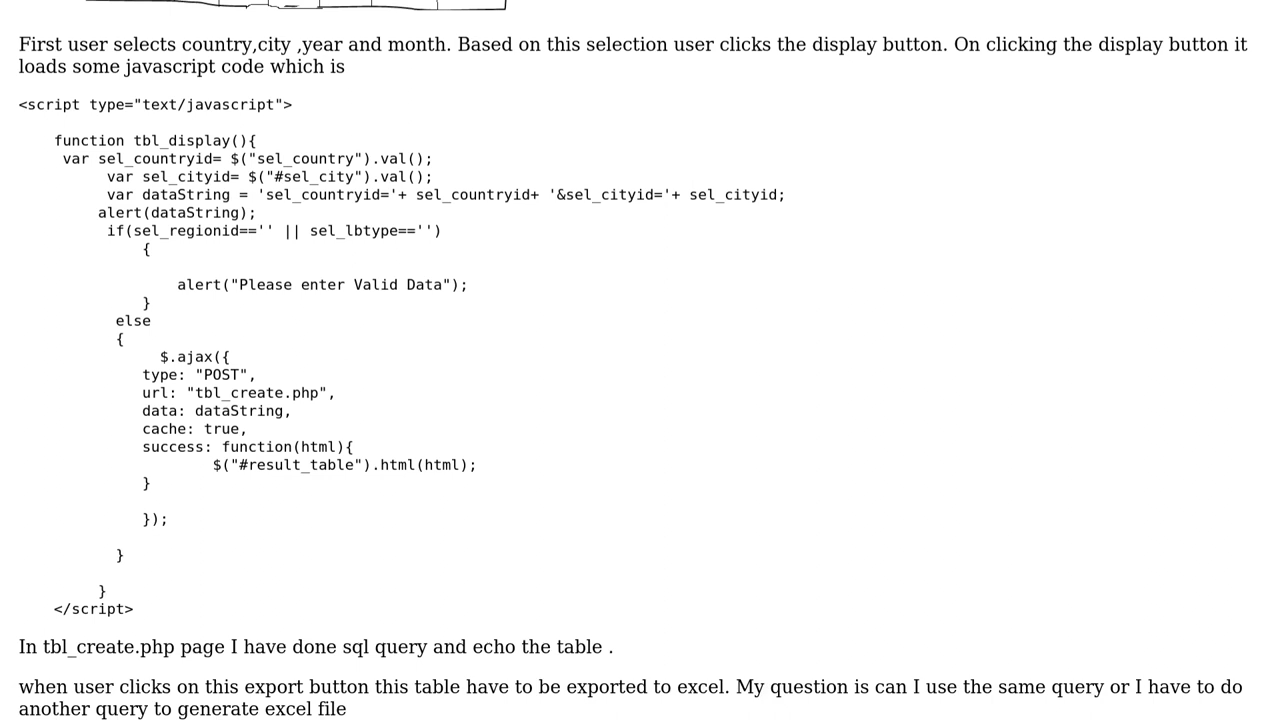 First user selects country,city ,year and month. Based on this selection user clicks the display button. On clicking the display button it
loads some javascript code which is
<script type="text/javascript">
function tbl_display(){
var sel_countryid= $("sel_country").val();
var sel_cityid= $("#sel_city").val();
var dataString = 'sel_countryid='+ sel_countryid+ '&sel_cityid='+ sel_cityid;
alert(dataString);
if(sel_regionid=='' || sel_lbtype=='')
{
alert("Please enter Valid Data");
}
else
{
$.ajax({
type: "POST",
url: "tbl_create.php",
data: dataString,
cache: true,
success: function(html){
$("#result_table").html(html);
}
});
}
}
</script>
In tbl_create.php page I have done sql query and echo the table .
when user clicks on this export button this table have to be exported to excel. My question is can I use the same query or I have to do
another query to generate excel file